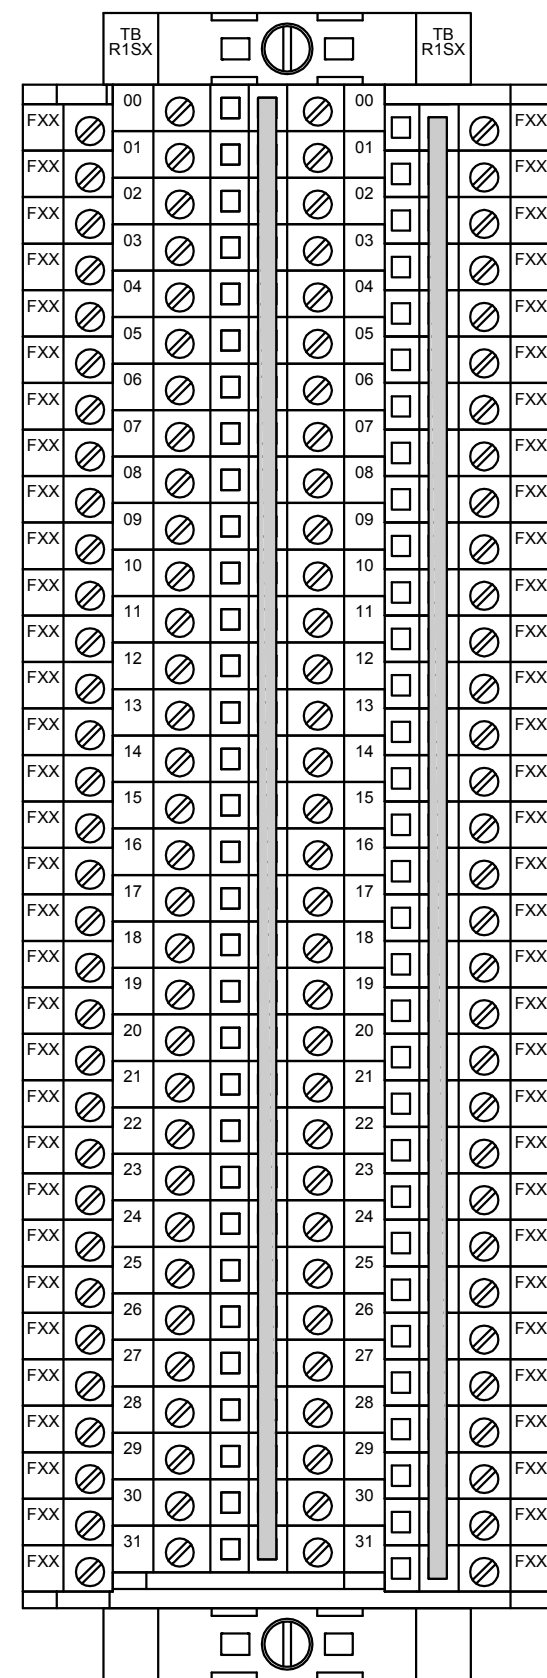 TB TB
R1SX R1SX
00 00
FXX FXX
01 01
FXX FXX
02 02
FXX FXX
03 03
FXX FXX
04 04
FXX FXX
05 05
FXX FXX
06 06
FXX FXX
07 07
FXX FXX
08 08
FXX FXX
09 09
FXX FXX
10 10
FXX FXX
11 11
FXX FXX
12 12
FXX FXX
13 13
FXX FXX
14 14
FXX FXX
15 15
FXX FXX
16 16
FXX FXX
17 17
FXX FXX
18 18
FXX FXX
19 19
FXX FXX
20 20
FXX FXX
21 21
FXX FXX
22 22
FXX FXX
23 23
FXX FXX
24 24
FXX FXX
25 25
FXX FXX
26 26
FXX FXX
27 27
FXX FXX
28 28
FXX FXX
29 29
FXX FXX
30 30
FXX FXX
31 31
FXX FXX